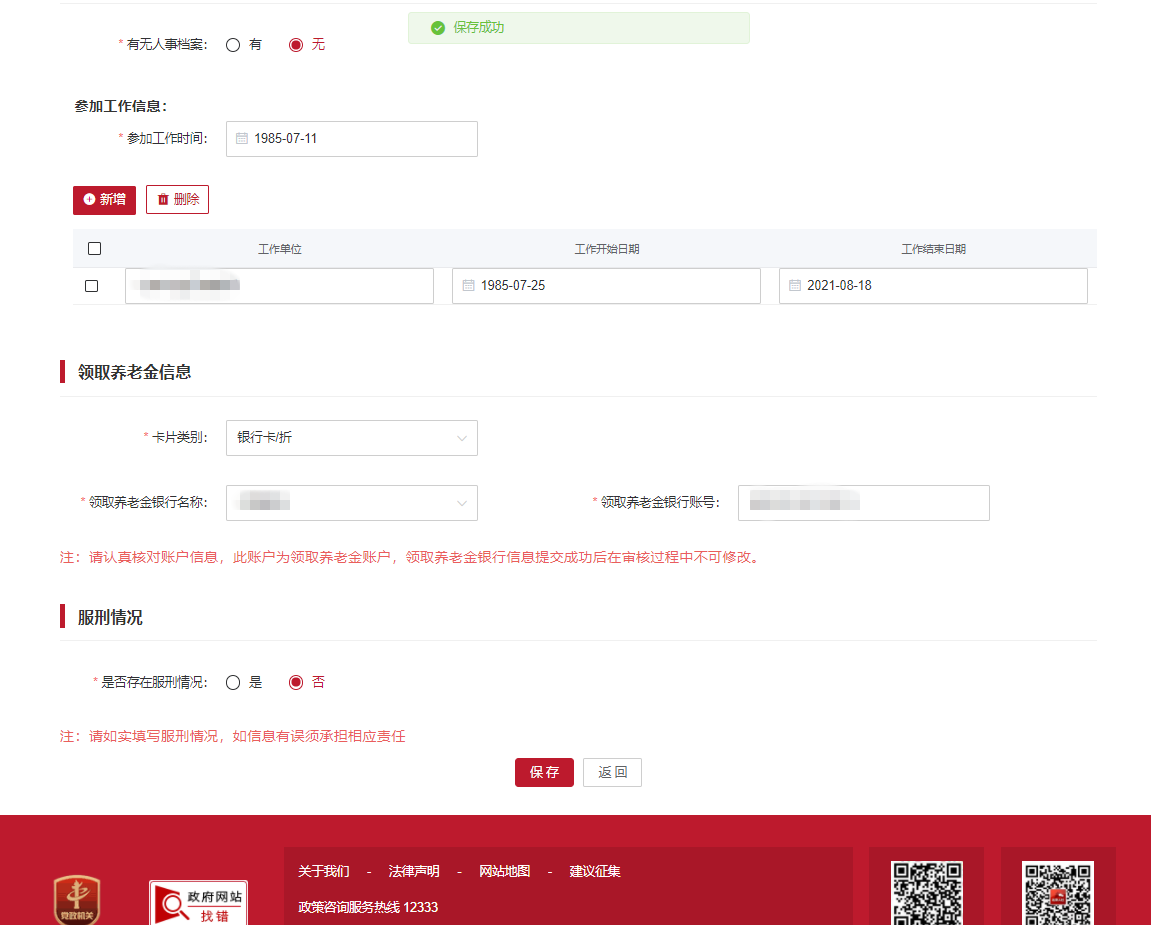 保存成功
*有无人事档案: 有 无
参加工作信息:
*参加工作时间: 1985-07-11
新增 删除
工作单位 工作开始日期 工作结束日期
1985-07-25 2021-08-18
领取养老金信息
*卡片类别: 银行卡/折
*领取养老金银行名称: *领取养老金银行账号:
注：请认真核对账户信息，此账户为领取养老金账户，领取养老金银行信息提交成功后在审核过程中不可修改。
服刑情况
*是否存在服刑情况: 是 否
注：请如实填写服刑情况，如信息有误须承担相应责任
保存 返回
关于我们 - 法律声明 - 网站地图 - 建议征集
政府网站
找错
政策咨询服务热线 12333
党政机关